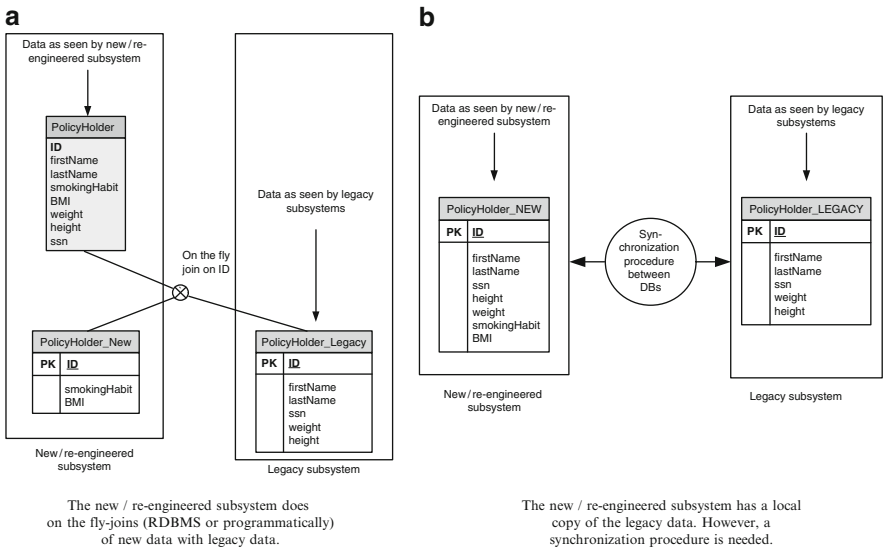 a
Data as seen by new/re-
engineered subsystem
PolicyHolder
ID
firstName
lastName
smokingHabit
BMI
weight
height
ssn
On the fly
join on ID
PolicyHolder_New
PK ID
smokingHabit
BMI
New/re-engineered
subsystem
Data as seen by legacy
subsystems
PolicyHolder_Legacy
PK ID
firstName
lastName
ssn
weight
height
Legacy subsystem
The new / re-engineered subsystem does
on the fly-joins (RDBMS or programmatically)
of new data with legacy data.
b
Data as seen by new/re-
engineered subsystem
PolicyHolder_NEW
PK ID
firstName
lastName
ssn
height
weight
smokingHabit
BMI
New/re-engineered
subsystem
Syn-
chronization
procedure
between
DBs
Data as seen by legacy
subsystems
PolicyHolder_LEGACY
PK ID
firstName
lastName
ssn
weight
height
Legacy subsystem
The new / re-engineered subsystem has a local
copy of the legacy data. However, a
synchronization procedure is needed.